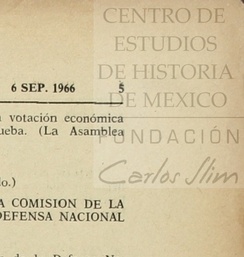 CENTRO DE
ESTUDIOS
DE HISTORIA
DE MEXICO
FUNDACIÓN
Carlos Slim
6 SEP. 1966 5
votación económica
(La Asamblea
COMISION DE LA
DEFENSA NACIONAL